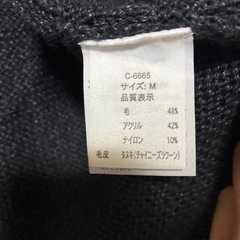 C-6665
サイズ: M
品質表示
毛 48%
アクリル 42%
ナイロン 10%
毛皮 タヌキ(チャイニーズラクーン)